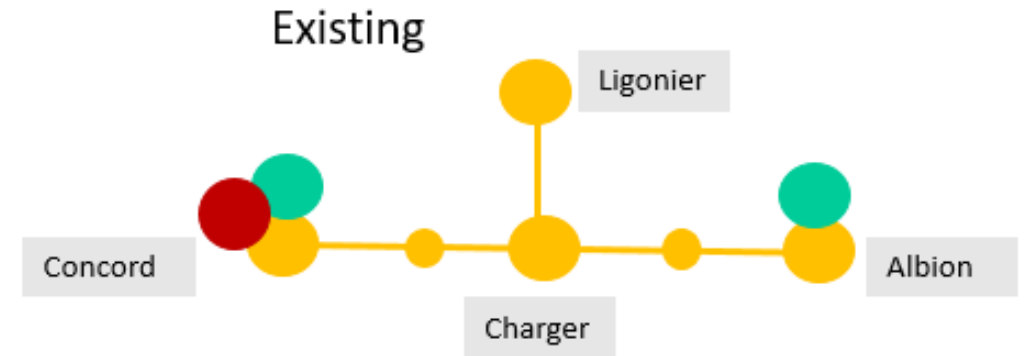 Existing
Ligonier
Concord
Albion
Charger